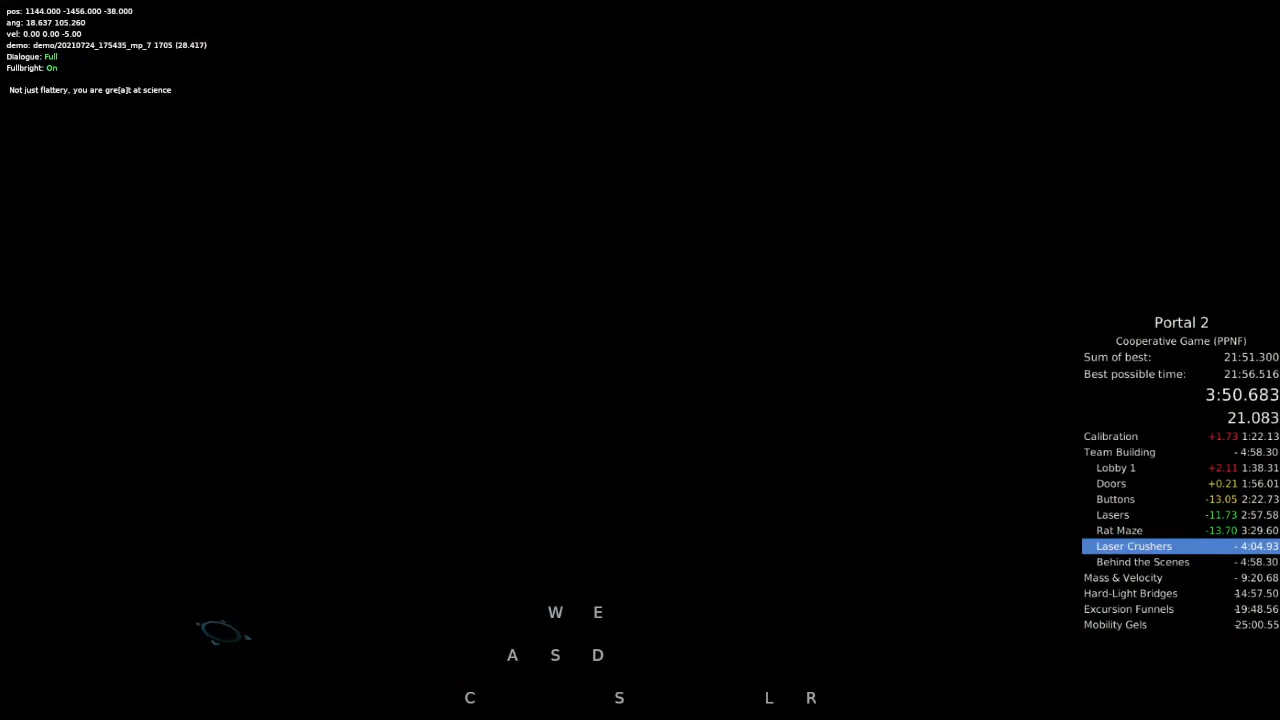 pos: 1144.000 -1456.000 -38.000
ang: 18.637 105.260
vel: 0.00 0.00 -5.00
demo: demo/20210724_175435_mp_7 1705 (28.417)
Dialogue: Full
Fullbright: On
Not just flattery, you are gre[a]t at science
Portal 2
Cooperative Game (PPNF)
Sum of best: 21:51.300
Best possible time: 21:56.516
3:50.683
21.083
Calibration +1.73 1:22.13
Team Building - 4:58.30
Lobby 1 +2.11 1:38.31
Doors +0.21 1:56.01
Buttons -13.05 2:22.73
Lasers -11.73 2:57.58
Rat Maze -13.70 3:29.60
Laser Crushers - 4:04.93
Behind the Scenes - 4:58.30
Mass & Velocity - 9:20.68
Hard-Light Bridges -14:57.50
Excursion Funnels -19:48.56
Mobility Gels -25:00.55
W E
A S D
C S L R